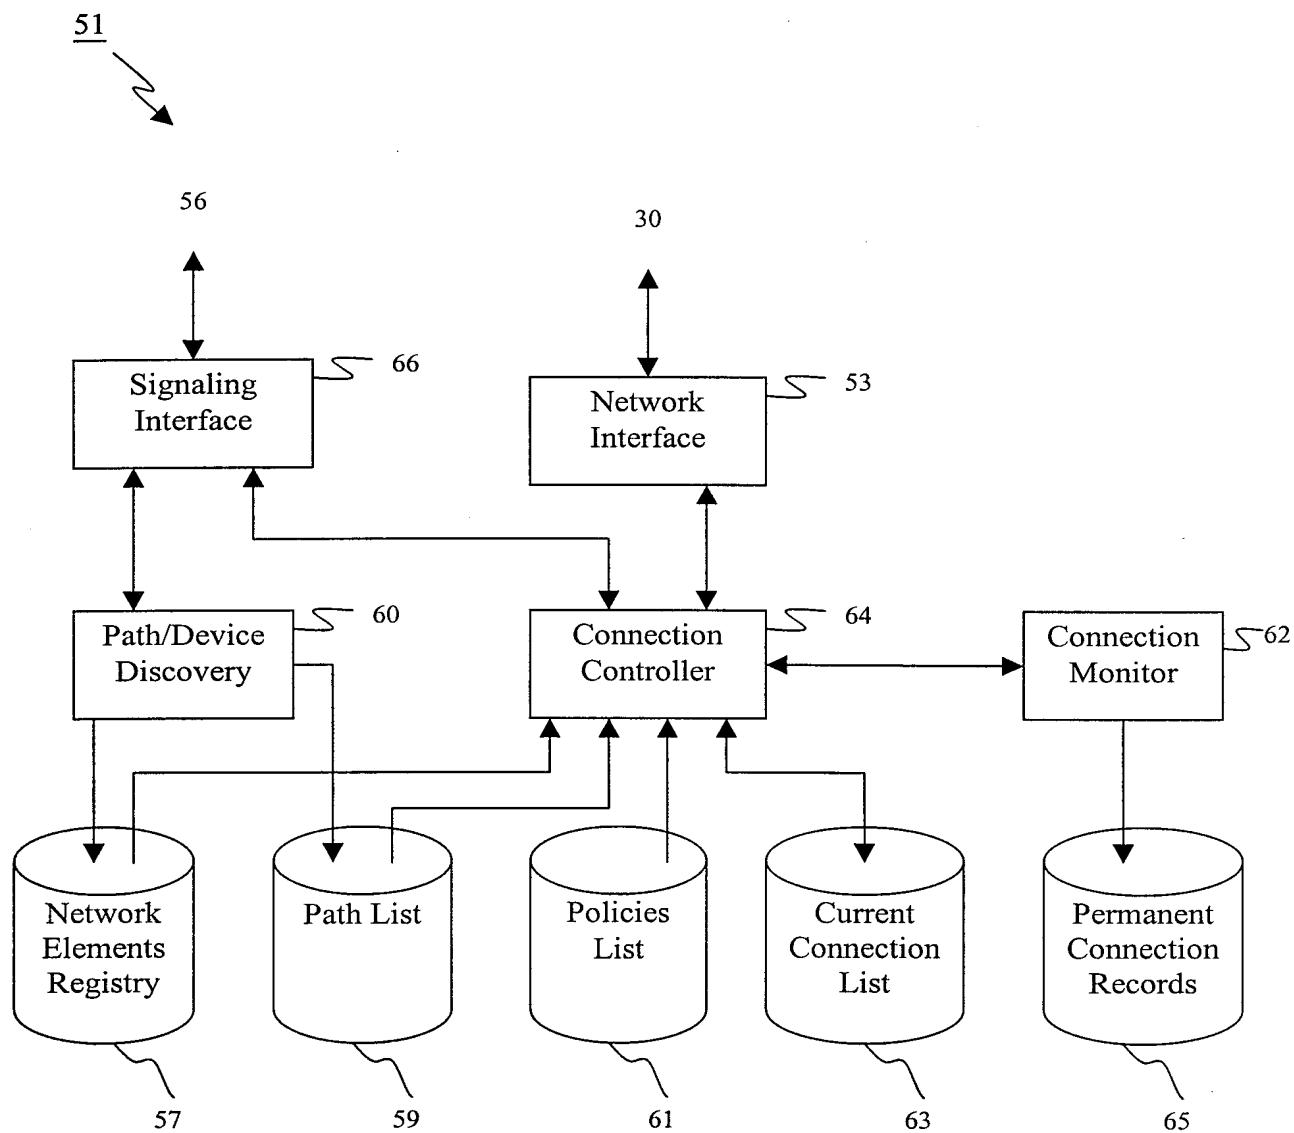 51
56
30
Signaling
Interface
66
Network
Interface
53
Path/Device
Discovery
60
Connection
Controller
64
Connection
Monitor
62
Network
Elements
Registry
Path List
Policies
List
Current
Connection
List
Permanent
Connection
Records
57
59
61
63
65